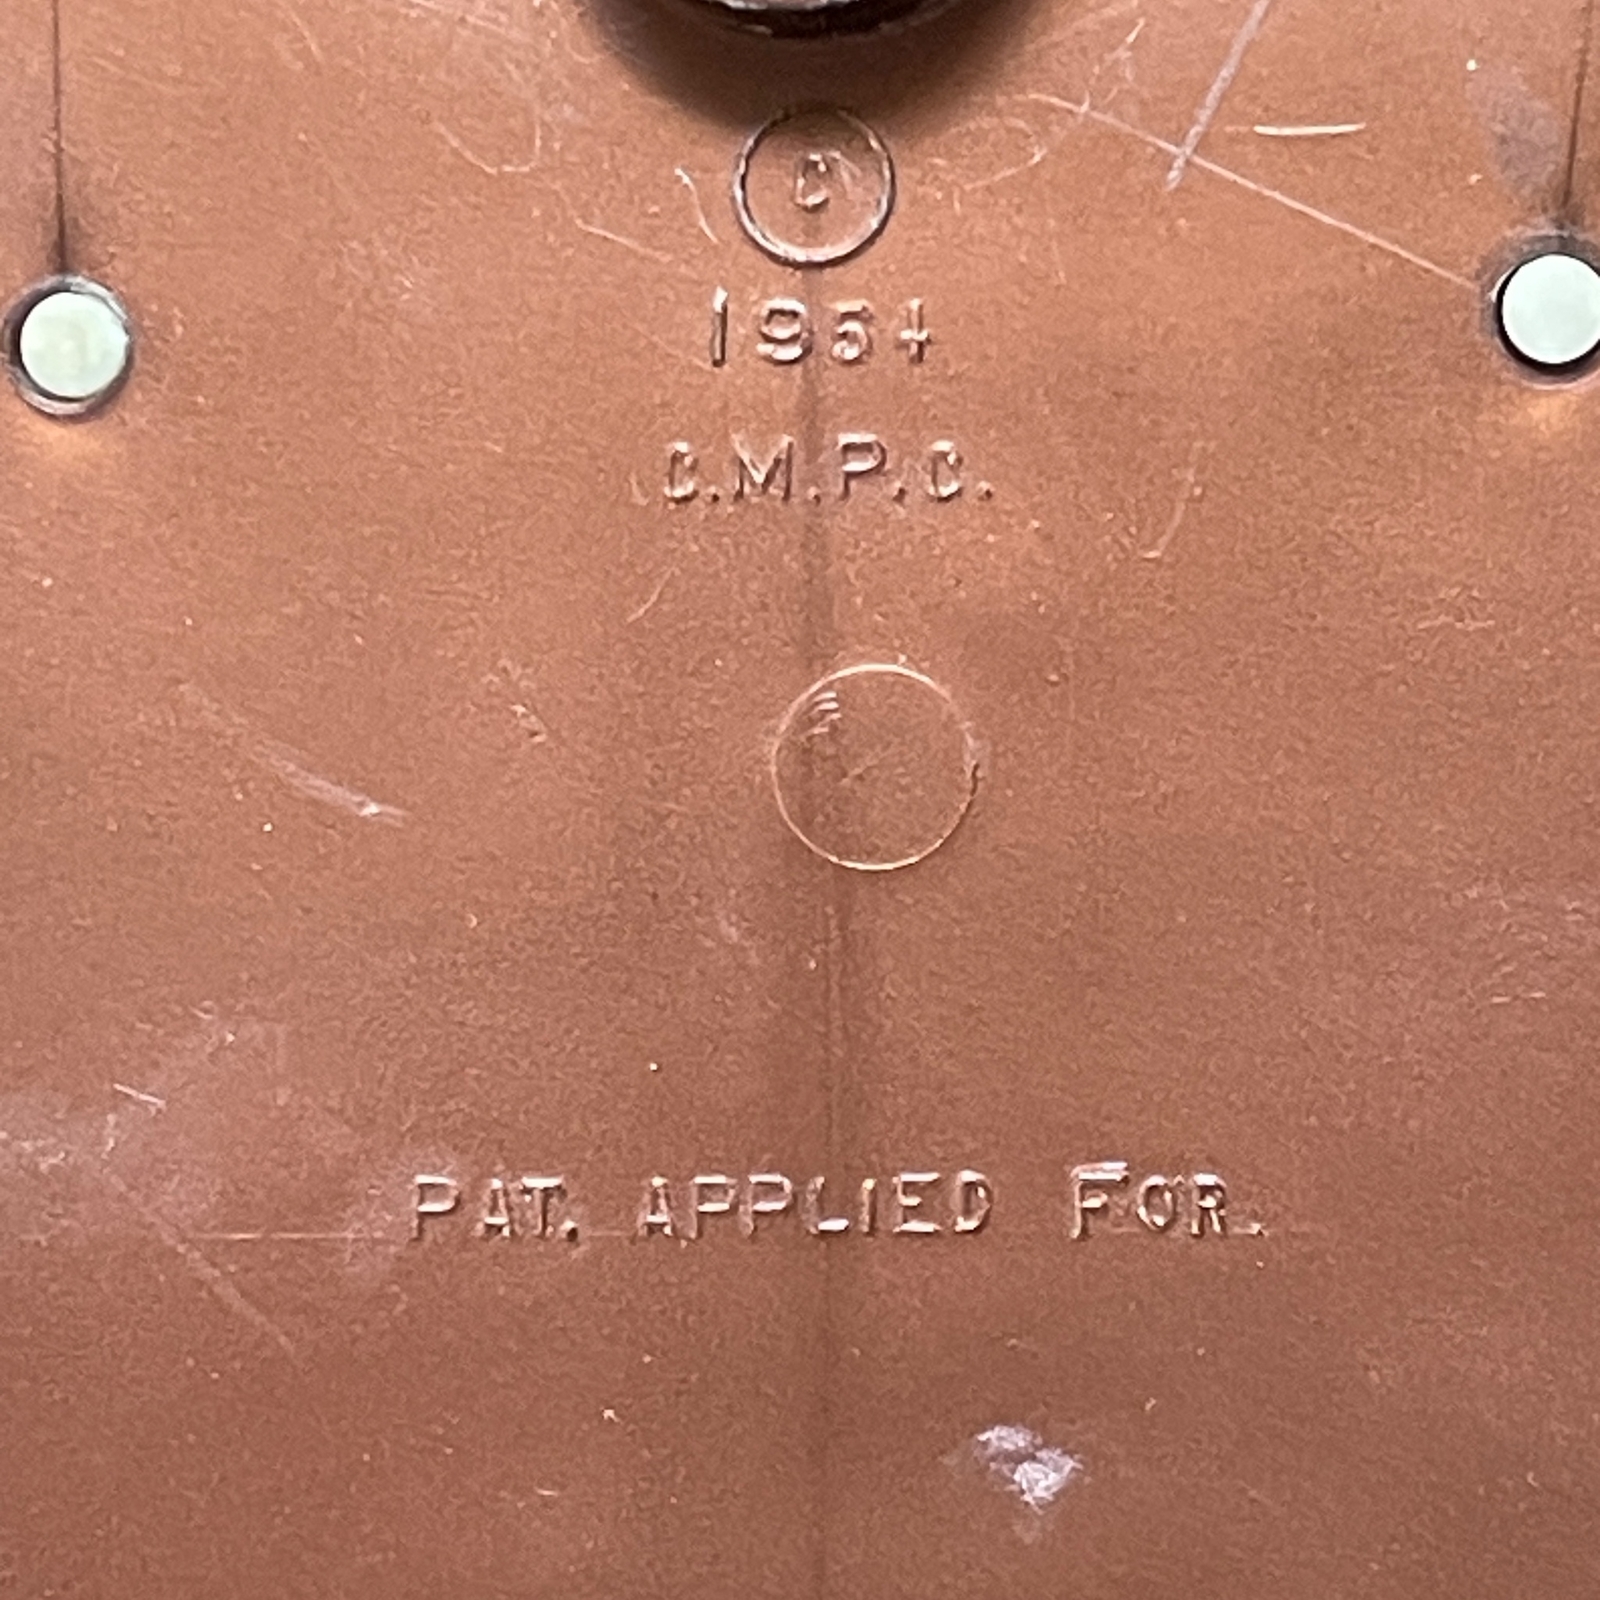 ©
1954
C.M.P.C.
PAT. APPLIED FOR.